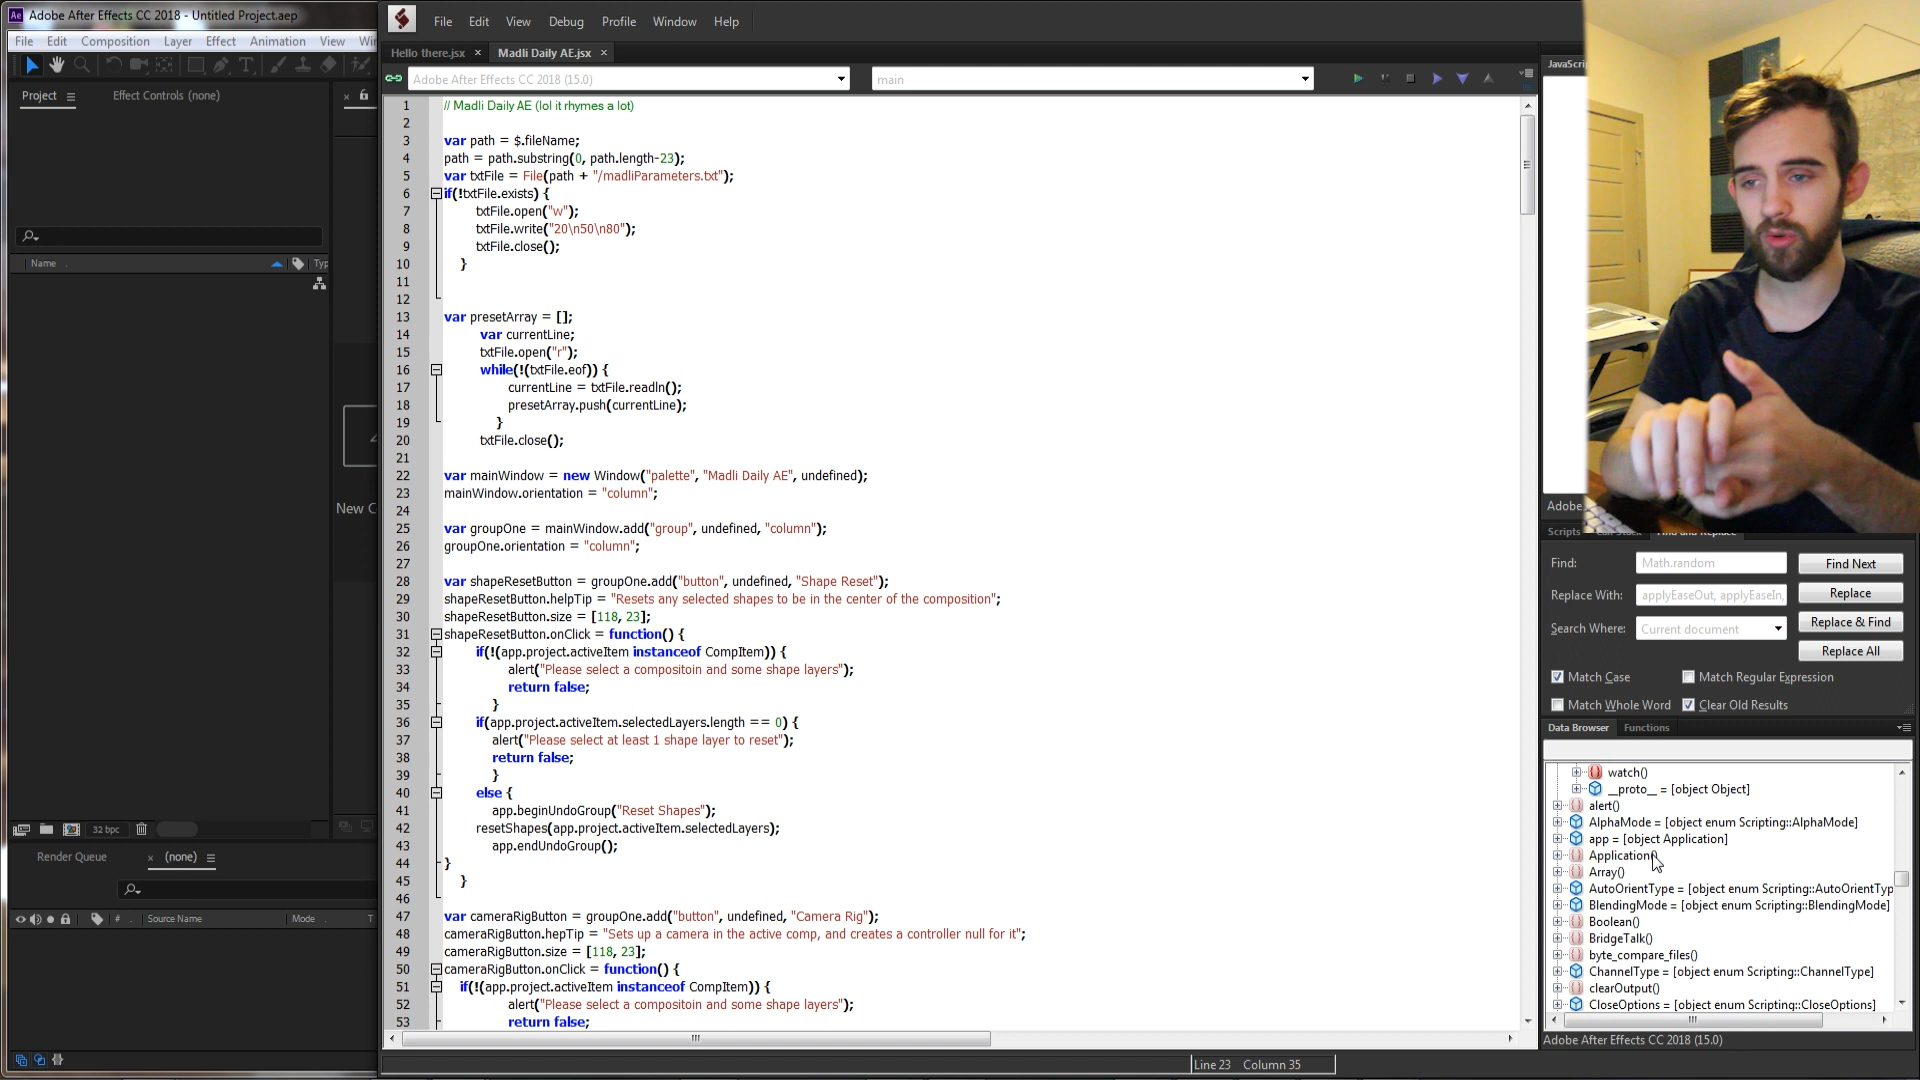 Adobe After Effects CC 2018 - Untitled Project.aep
File Edit Composition Layer Effect Animation View
Project
Effect Controls (none)
Name
New C
32 bpc
Render Queue
(none)
# Source Name Mode T
File Edit View Debug Profile Window Help
Hello there.jsx
Madli Daily AE.jsx
Adobe After Effects CC 2018 (15.0)
main
1 // Madli Daily AE (lol it rhymes a lot)
2
3 var path = $.fileName;
4 path = path.substring(0, path.length-23);
5 var txtFile = File(path + "/madliParameters.txt");
6 if(!txtFile.exists) {
7 txtFile.open("w");
8 txtFile.write("20\n50\n80");
9 txtFile.close();
10 }
11
12
13 var presetArray = [];
14 var currentLine;
15 txtFile.open("r");
16 while(!(txtFile.eof)) {
17 currentLine = txtFile.readln();
18 presetArray.push(currentLine);
19 }
20 txtFile.close();
21
22 var mainWindow = new Window("palette", "Madli Daily AE", undefined);
23 mainWindow.orientation = "column";
24
25 var groupOne = mainWindow.add("group", undefined, "column");
26 groupOne.orientation = "column";
27
28 var shapeResetButton = groupOne.add("button", undefined, "Shape Reset");
29 shapeResetButton.helpTip = "Resets any selected shapes to be in the center of the composition";
30 shapeResetButton.size = [118, 23];
31 shapeResetButton.onClick = function() {
32 if(!(app.project.activeItem instanceof CompItem)) {
33 alert("Please select a compositoin and some shape layers");
34 return false;
35 }
36 if(app.project.activeItem.selectedLayers.length == 0) {
37 alert("Please select at least 1 shape layer to reset");
38 return false;
39 }
40 else {
41 app.beginUndoGroup("Reset Shapes");
42 resetShapes(app.project.activeItem.selectedLayers);
43 app.endUndoGroup();
44 }
45 }
46
47 var cameraRigButton = groupOne.add("button", undefined, "Camera Rig");
48 cameraRigButton.hepTip = "Sets up a camera in the active comp, and creates a controller null for it";
49 cameraRigButton.size = [118, 23];
50 cameraRigButton.onClick = function() {
51 if(!(app.project.activeItem instanceof CompItem)) {
52 alert("Please select a compositoin and some shape layers");
53 return false;
Line 23 Column 35
JavaScrip
Adobe
Scripts
Find: Math.random Find Next
Replace With: applyEaseOut, applyEaseIn, Replace
Search Where: Current document Replace & Find
Replace All
Match Case Match Regular Expression
Match Whole Word Clear Old Results
Data Browser Functions
watch()
__proto__ = [object Object]
alert()
AlphaMode = [object enum Scripting::AlphaMode]
app = [object Application]
Application()
Array()
AutoOrientType = [object enum Scripting::AutoOrientTyp
BlendingMode = [object enum Scripting::BlendingMode]
Boolean()
BridgeTalk()
byte_compare_files()
ChannelType = [object enum Scripting::ChannelType]
clearOutput()
CloseOptions = [object enum Scripting::CloseOptions]
Adobe After Effects CC 2018 (15.0)